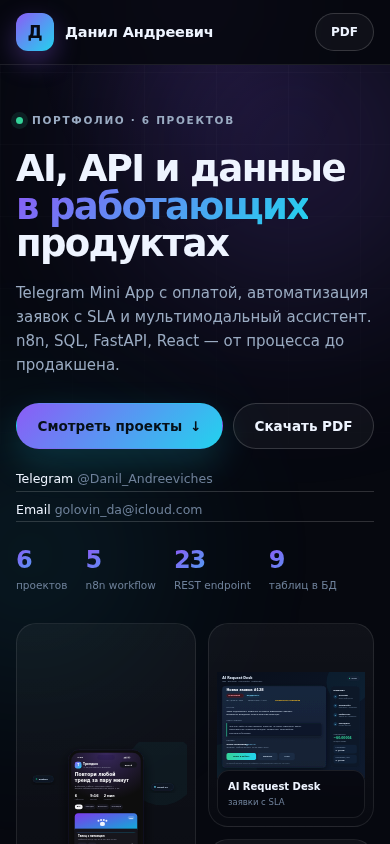 Д
Данил Андреевич
PDF
ПОРТФОЛИО · 6 ПРОЕКТОВ
AI, API и данные
в работающих
продуктах
Telegram Mini App с оплатой, автоматизация
заявок с SLA и мультимодальный ассистент.
n8n, SQL, FastAPI, React — от процесса до
продакшена.
Смотреть проекты ↓
Скачать PDF
Telegram @Danil_Andreeviches
Email golovin_da@icloud.com
6
проектов
5
n8n workflow
23
REST endpoint
9
таблиц в БД
AI Request Desk
Новая заявка #128
Повтори любой
тренд за пару минут
AI Request Desk
заявки с SLA